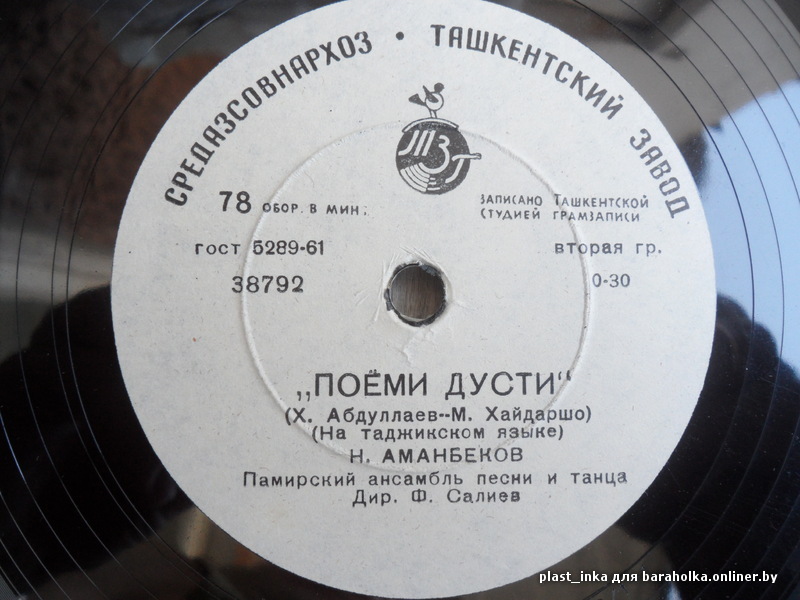 СРЕДАЗСОВНАРХОЗ • ТАШКЕНТСКИЙ ЗАВОД
ТЗГ
78 ОБОР. В МИН.
ЗАПИСАНО ТАШКЕНТСКОЙ
СТУДИЕЙ ГРАМЗАПИСИ
ГОСТ 5289-61
вторая гр.
38792
0-30
„ПОЁМИ ДУСТИ“
(Х. Абдуллаев--М. Хайдаршо)
(На таджикском языке)
Н. АМАНБЕКОВ
Памирский ансамбль песни и танца
Дир. Ф. Салиев
plast_inka для baraholka.onliner.by